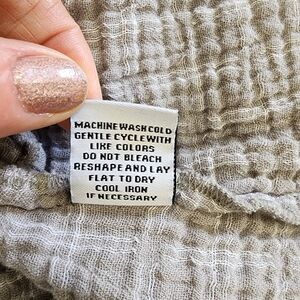 MACHINE WASH COLD
GENTLE CYCLE WITH
LIKE COLORS
DO NOT BLEACH
RESHAPE AND LAY
FLAT TO DRY
COOL IRON
IF NECESSARY